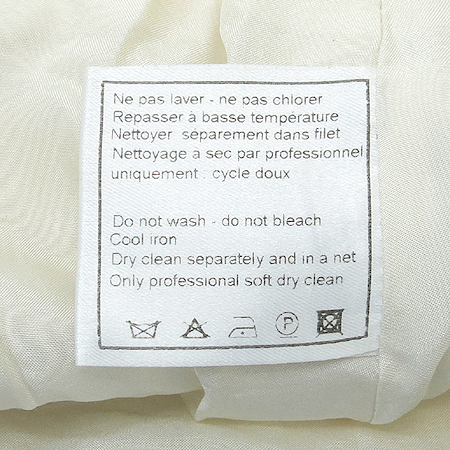 Ne pas laver - ne pas chlorer
Repasser à basse température
Nettoyer séparement dans filet
Nettoyage à sec par professionnel
uniquement : cycle doux
Do not wash - do not bleach
Cool iron
Dry clean separately and in a net
Only professional soft dry clean
P